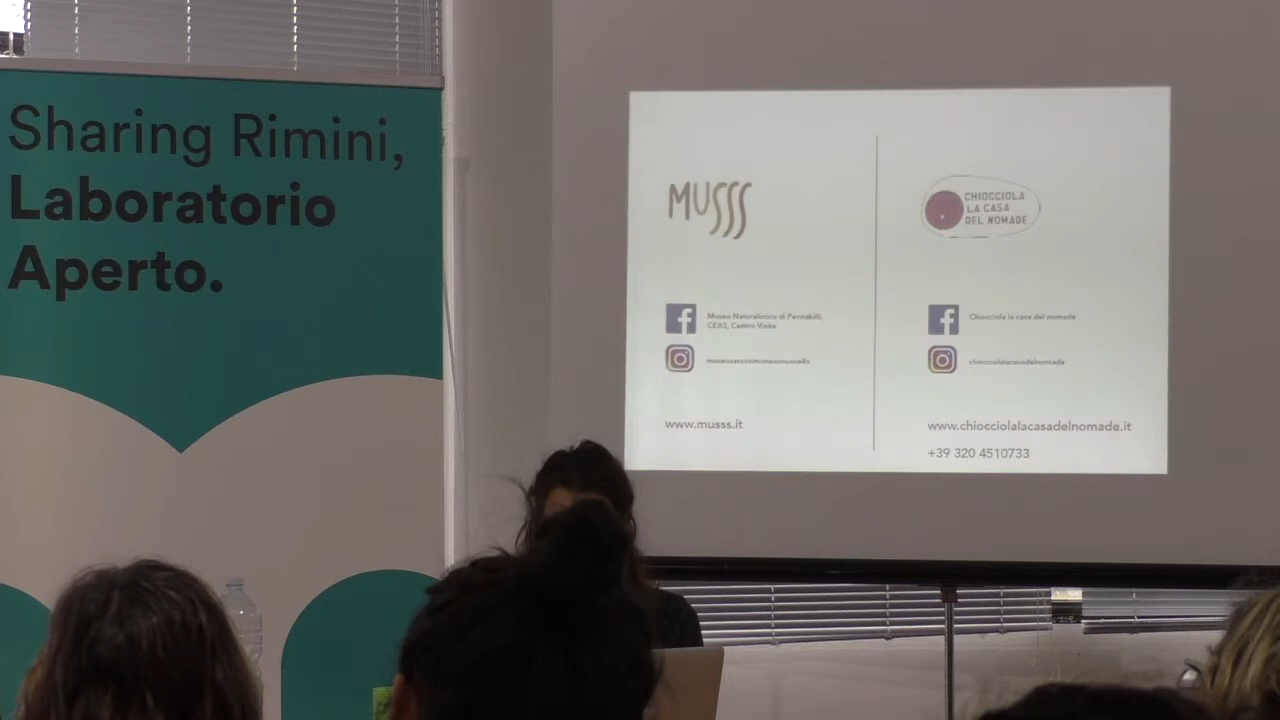 Sharing Rimini,
Laboratorio
Aperto.
MUSSS
Museo Naturalistico di Pennabilli,
CEAS, Centro Visite
www.musss.it
CHIOCCIOLA
LA CASA
DEL NOMADE
Chiocciola la casa del nomade
chiocciolalacasadelnomade
www.chiocciolalacasadelnomade.it
+39 320 4510733